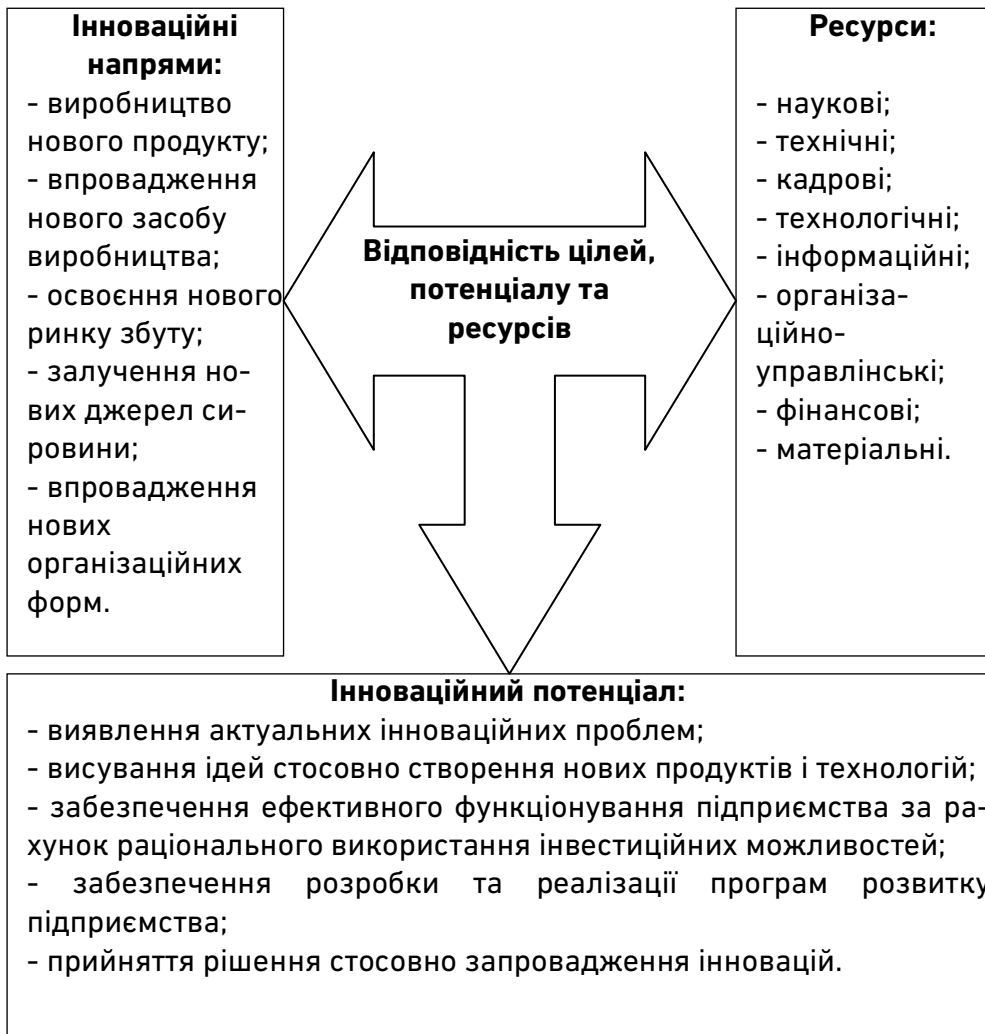 Інноваційні
напрями:
- виробництво
нового продукту;
- впровадження
нового засобу
виробництва;
- освоєння нового
ринку збуту;
- залучення но-
вих джерел си-
ровини;
- впровадження
нових
організаційних
форм.
Відповідність цілей,
потенціалу та
ресурсів
Ресурси:
- наукові;
- технічні;
- кадрові;
- технологічні;
- інформаційні;
- організа-
ційно-
управлінські;
- фінансові;
- матеріальні.
Інноваційний потенціал:
- виявлення актуальних інноваційних проблем;
- висування ідей стосовно створення нових продуктів і технологій;
- забезпечення ефективного функціонування підприємства за ра-
хунок раціонального використання інвестиційних можливостей;
- забезпечення розробки та реалізації програм розвитку
підприємства;
- прийняття рішення стосовно запровадження інновацій.